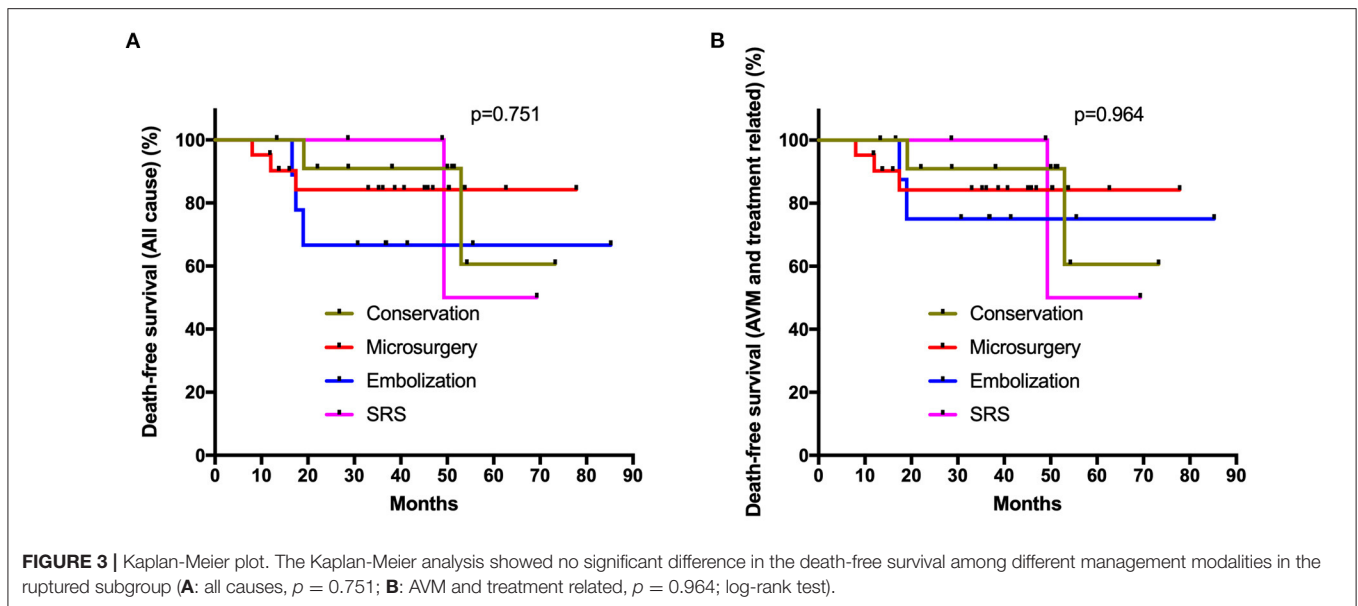 A
Death-free survival (All cause) (%)
100
80
60
40
20
0
p=0.751
Conservation
Microsurgery
Embolization
SRS
0 10 20 30 40 50 60 70 80 90
Months
B
Death-free survival (AVM and treatment related) (%)
100
80
60
40
20
0
p=0.964
Conservation
Microsurgery
Embolization
SRS
0 10 20 30 40 50 60 70 80 90
Months
FIGURE 3 | Kaplan-Meier plot. The Kaplan-Meier analysis showed no significant difference in the death-free survival among different management modalities in the
ruptured subgroup (A: all causes, p = 0.751; B: AVM and treatment related, p = 0.964; log-rank test).